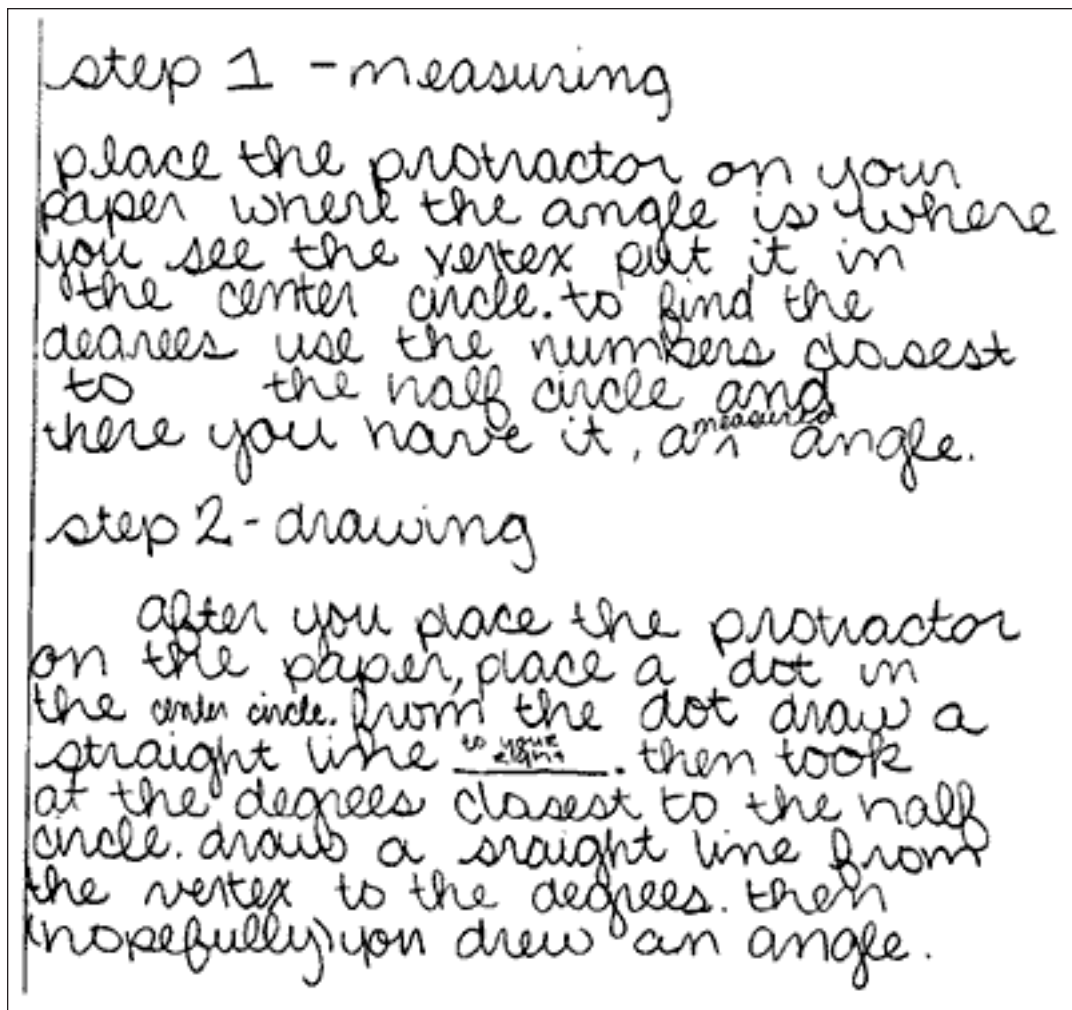 step 1 - measuring
place the protractor on your
paper where the angle is where
you see the vertex put it in
the center circle. to find the
degrees use the numbers closest
to the half circle and
there you have it, a ^ measured angle.
step 2 - drawing
after you place the protractor
on the paper, place a dot in
the center circle. from the dot draw a
straight line to your right. then look
at the degrees closest to the half
circle. draw a sraight line from
the vertex to the degrees. then
(hopefully) you drew an angle.